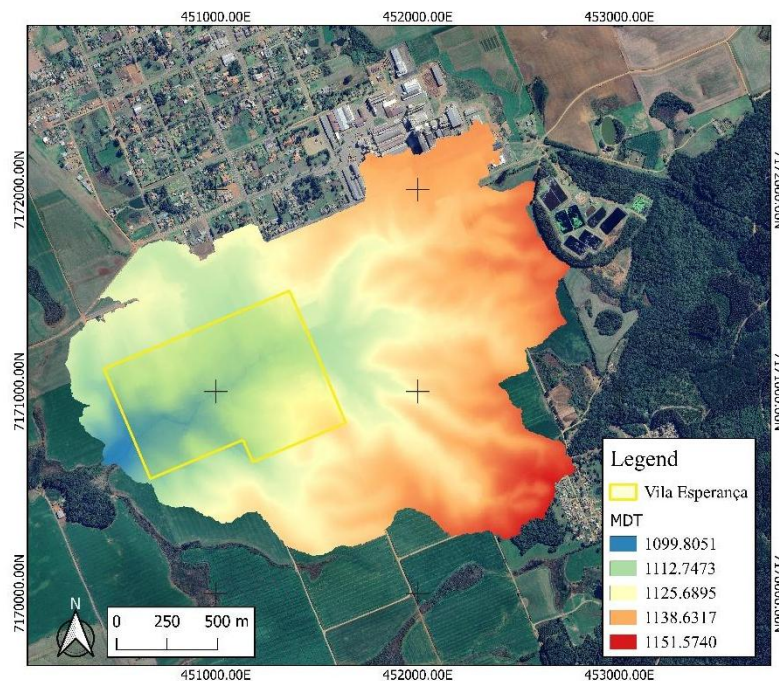 451000.00E 452000.00E 453000.00E
7172000.00N
7171000.00N
7170000.00N
Legend
Vila Esperança
MDT
1099.8051
1112.7473
1125.6895
1138.6317
1151.5740
N
0 250 500 m
451000.00E 452000.00E 453000.00E